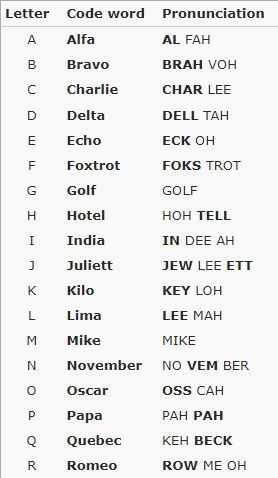 Letter Code word Pronunciation
A Alfa AL FAH
B Bravo BRAH VOH
C Charlie CHAR LEE
D Delta DELL TAH
E Echo ECK OH
F Foxtrot FOKS TROT
G Golf GOLF
H Hotel HOH TELL
I India IN DEE AH
J Juliett JEW LEE ETT
K Kilo KEY LOH
L Lima LEE MAH
M Mike MIKE
N November NO VEM BER
O Oscar OSS CAH
P Papa PAH PAH
Q Quebec KEH BECK
R Romeo ROW ME OH